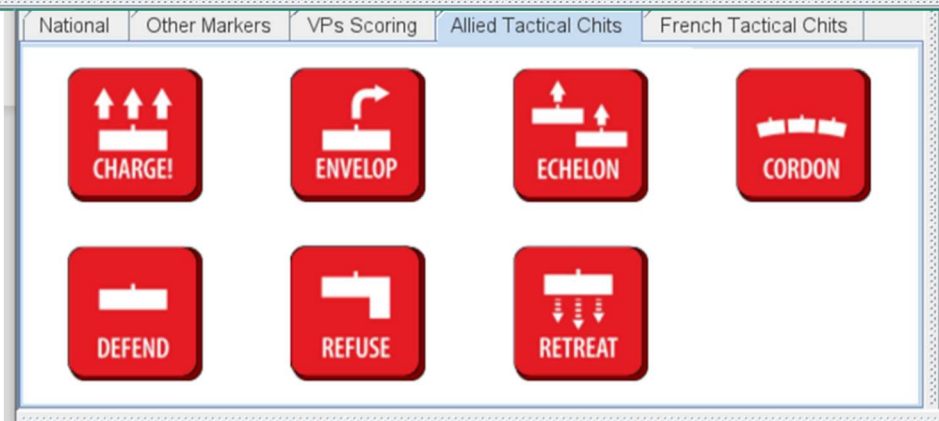 National Other Markers VPs Scoring Allied Tactical Chits French Tactical Chits
CHARGE! ENVELOP ECHELON CORDON
DEFEND REFUSE RETREAT